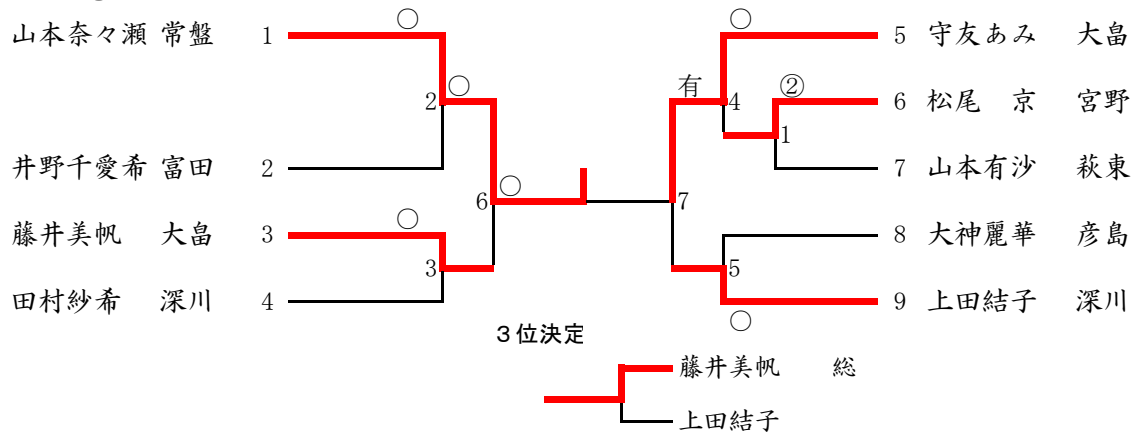 ○ ○
山本奈々瀬 常盤 1 5 守友あみ 大畠
2 ○ 有 4 ② 6 松尾 京 宮野
1
井野千愛希 富田 2 7 山本有沙 萩東
6 ○ 7
○
藤井美帆 大畠 3 8 大神麗華 彦島
3 5
田村紗希 深川 4 9 上田結子 深川
○
3位決定
藤井美帆 総
上田結子